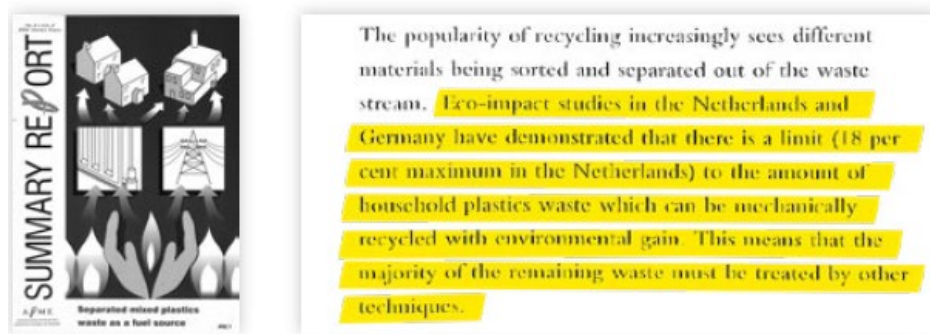 SUMMARY REPORT
APME
Separated mixed plastics
waste as a fuel source
The popularity of recycling increasingly sees different
materials being sorted and separated out of the waste
stream. Eco-impact studies in the Netherlands and
Germany have demonstrated that there is a limit (18 per
cent maximum in the Netherlands) to the amount of
household plastics waste which can be mechanically
recycled with environmental gain. This means that the
majority of the remaining waste must be treated by other
techniques.